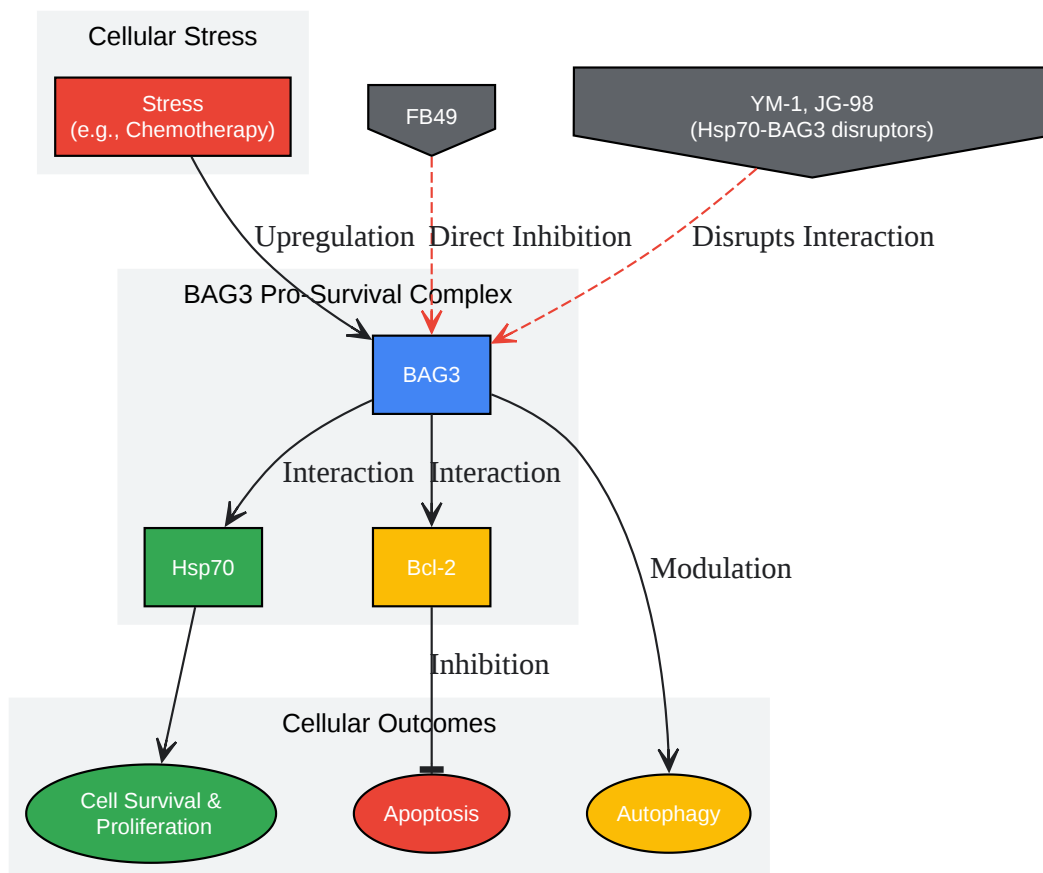 Cellular Stress
Stress
(e.g., Chemotherapy)
FB49
YM-1, JG-98
(Hsp70-BAG3 disruptors)
Upregulation
Direct Inhibition
Disrupts Interaction
BAG3 Pro-Survival Complex
BAG3
Interaction
Interaction
Hsp70
Bcl-2
Modulation
Inhibition
Cellular Outcomes
Cell Survival &
Proliferation
Apoptosis
Autophagy